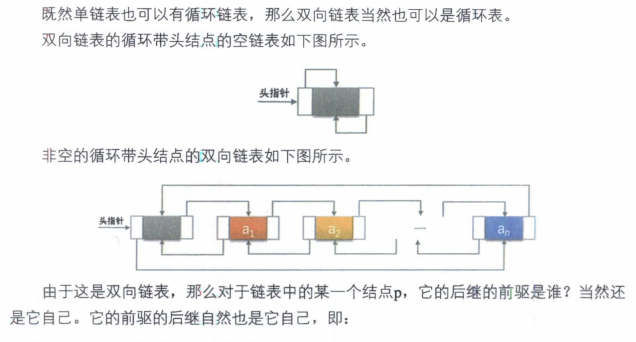 既然单链表也可以有循环链表，那么双向链表当然也可以是循环表。
双向链表的循环带头结点的空链表如下图所示。
头指针
非空的循环带头结点的双向链表如下图所示。
头指针
a1 a2 — an
由于这是双向链表，那么对于链表中的某一个结点p，它的后继的前驱是谁？当然还
是它自己。它的前驱的后继自然也是它自己，即：